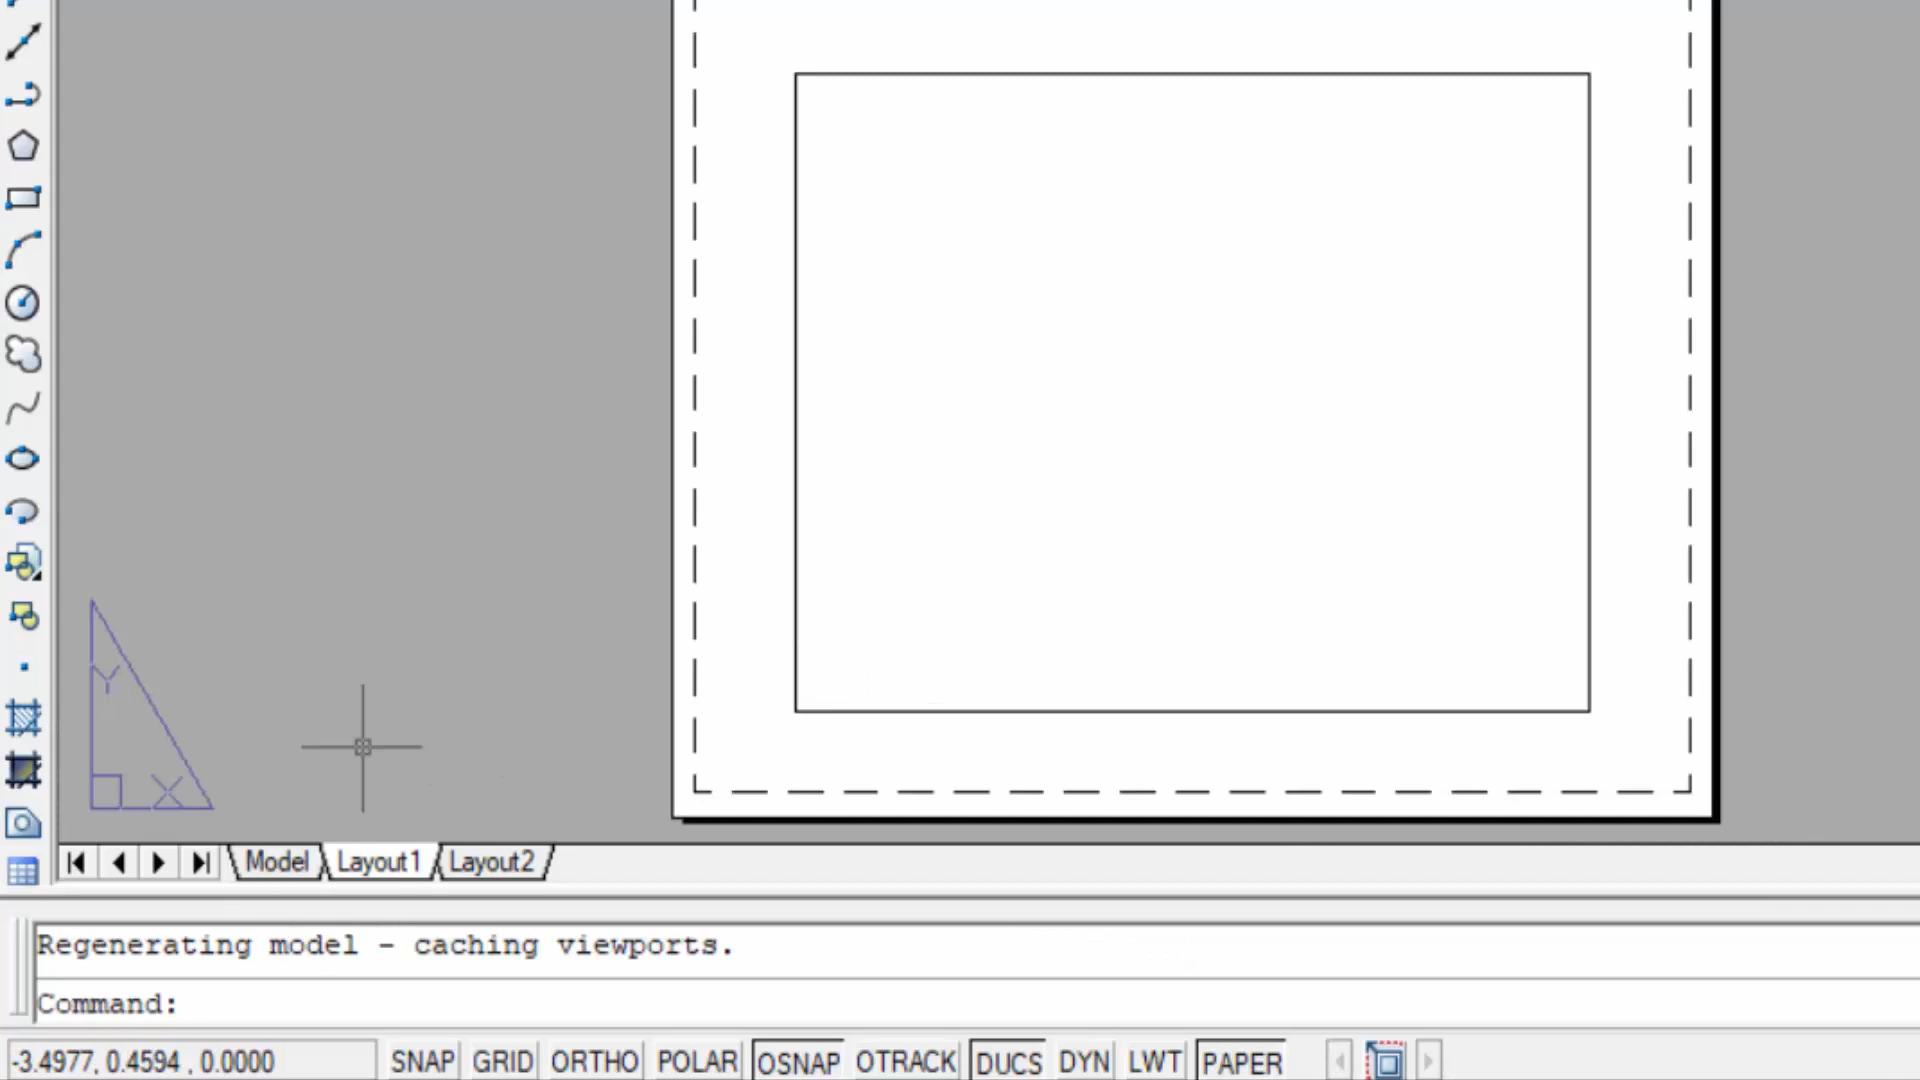 Y
X
Model Layout1 Layout2
Regenerating model - caching viewports.
Command:
-3.4977, 0.4594 , 0.0000 SNAP GRID ORTHO POLAR OSNAP OTRACK DUCS DYN LWT PAPER